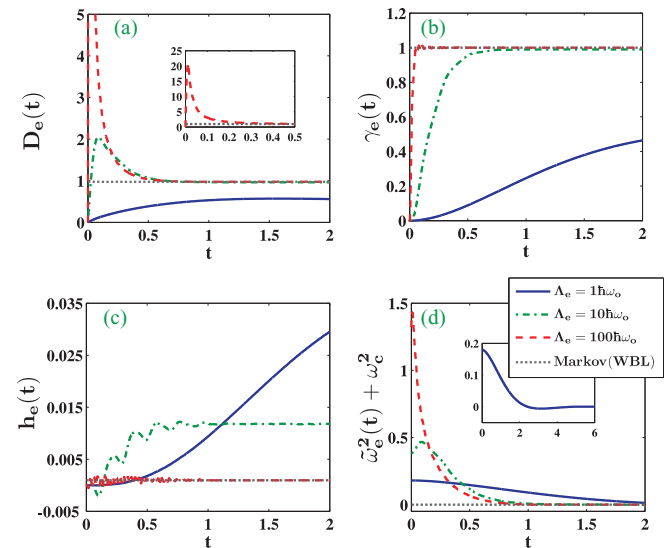 (a)
D_e(t)
5
4
3
2
1
0
0 0.5 1 1.5 2
t
25
20
15
10
5
0
0 0.1 0.2 0.3 0.4 0.5
(b)
γ_e(t)
1.2
1
0.8
0.6
0.4
0.2
0
0 0.5 1 1.5 2
t
(c)
h_e(t)
0.035
0.025
0.015
0.005
-0.005
0 0.5 1 1.5 2
t
(d)
ω̃_e^2(t) + ω_c^2
1.5
1
0.5
0
0 0.5 1 1.5 2
t
0.2
0.1
0
0 2 4 6
Λ_e = 1ħω_o
Λ_e = 10ħω_o
Λ_e = 100ħω_o
Markov(WBL)